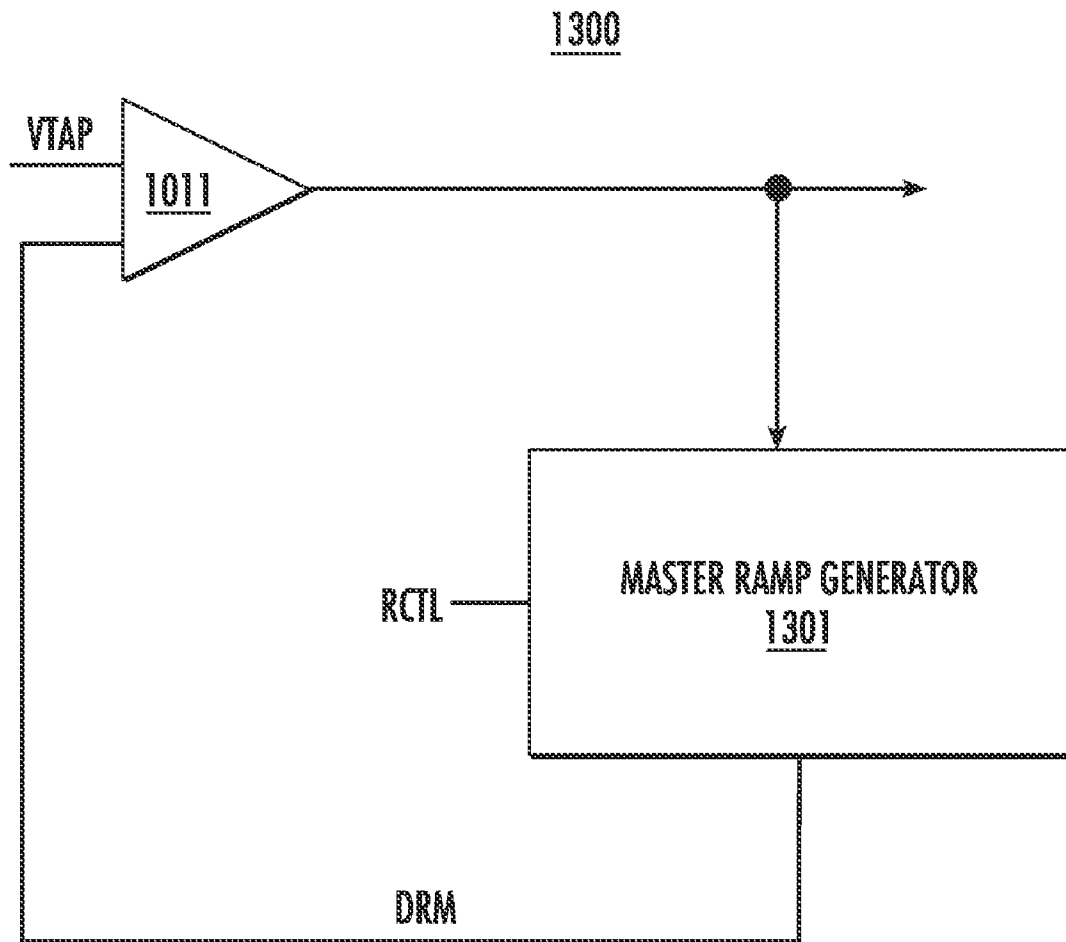 1300
VTAP
1011
MASTER RAMP GENERATOR
RCTL
1301
DRM